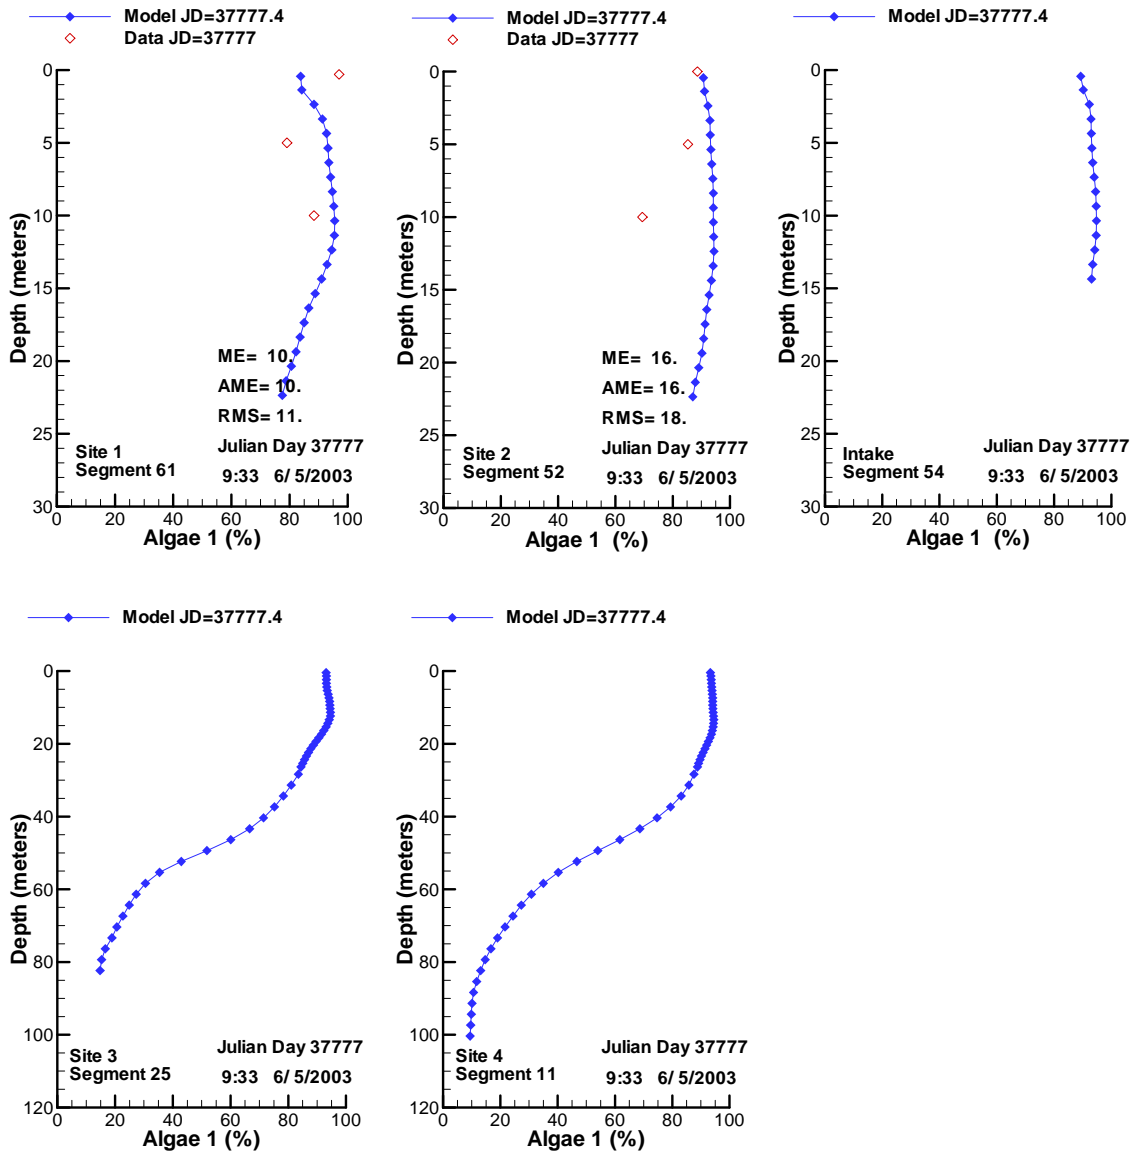 Model JD=37777.4
Data JD=37777
0
5
10
15
20
25
30
Depth (meters)
0 20 40 60 80 100
Algae 1 (%)
ME= 10.
AME= 10.
RMS= 11.
Site 1
Segment 61
Julian Day 37777
9:33 6/ 5/2003
Model JD=37777.4
Data JD=37777
0
5
10
15
20
25
30
Depth (meters)
0 20 40 60 80 100
Algae 1 (%)
ME= 16.
AME= 16.
RMS= 18.
Site 2
Segment 52
Julian Day 37777
9:33 6/ 5/2003
Model JD=37777.4
0
5
10
15
20
25
30
Depth (meters)
0 20 40 60 80 100
Algae 1 (%)
Intake
Segment 54
Julian Day 37777
9:33 6/ 5/2003
Model JD=37777.4
0
20
40
60
80
100
120
Depth (meters)
0 20 40 60 80 100
Algae 1 (%)
Site 3
Segment 25
Julian Day 37777
9:33 6/ 5/2003
Model JD=37777.4
0
20
40
60
80
100
120
Depth (meters)
0 20 40 60 80 100
Algae 1 (%)
Site 4
Segment 11
Julian Day 37777
9:33 6/ 5/2003